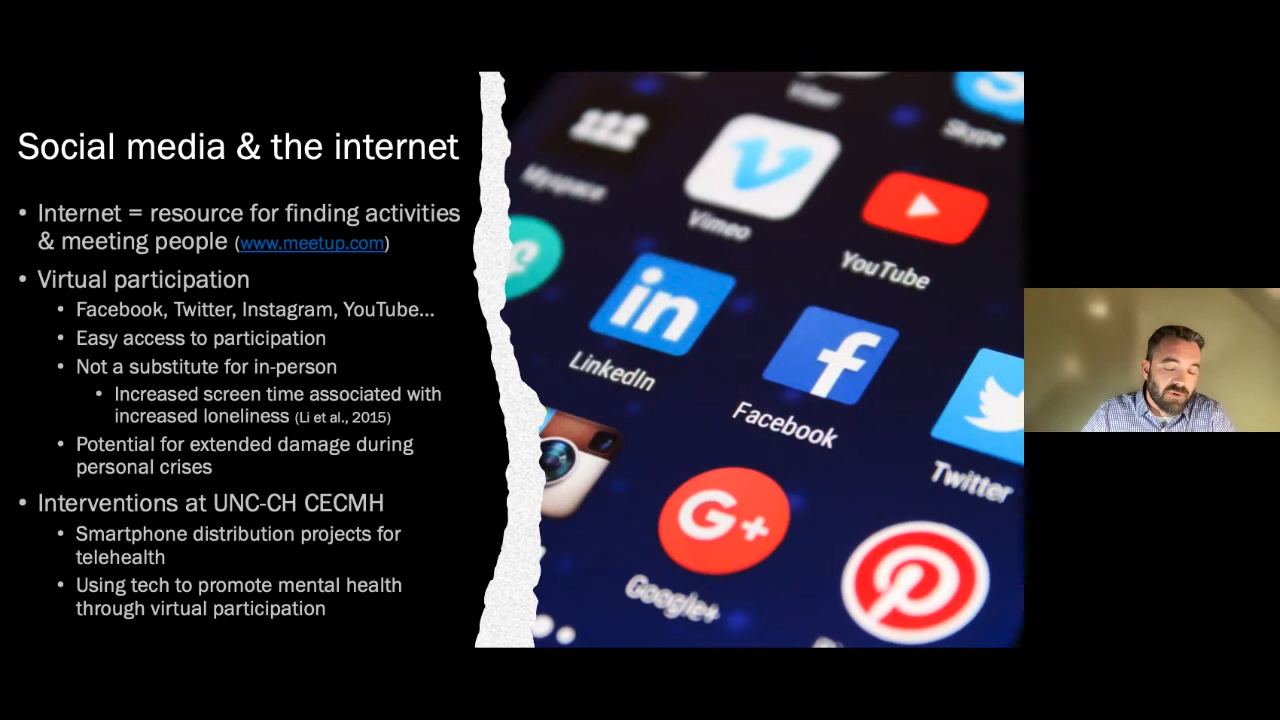 Social media & the internet
• Internet = resource for finding activities
& meeting people (www.meetup.com)
• Virtual participation
• Facebook, Twitter, Instagram, YouTube...
• Easy access to participation
• Not a substitute for in-person
• Increased screen time associated with
increased loneliness (Li et al., 2015)
• Potential for extended damage during
personal crises
• Interventions at UNC-CH CECMH
• Smartphone distribution projects for
telehealth
• Using tech to promote mental health
through virtual participation
Viber
Skype
Myspace
Vimeo
YouTube
in
LinkedIn
Facebook
Twitter
G+
Google+